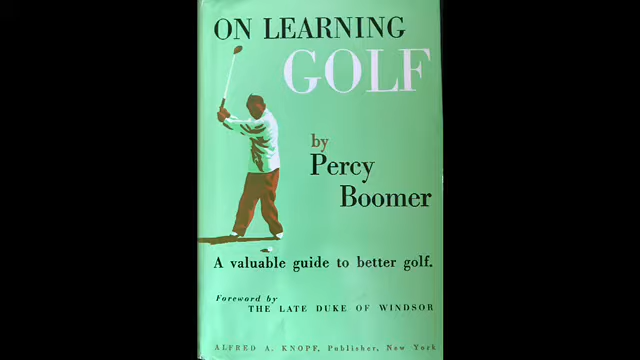 ON LEARNING
GOLF
by
Percy
Boomer
A valuable guide to better golf.
Foreword by
THE LATE DUKE OF WINDSOR
ALFRED A. KNOPF, Publisher, New York